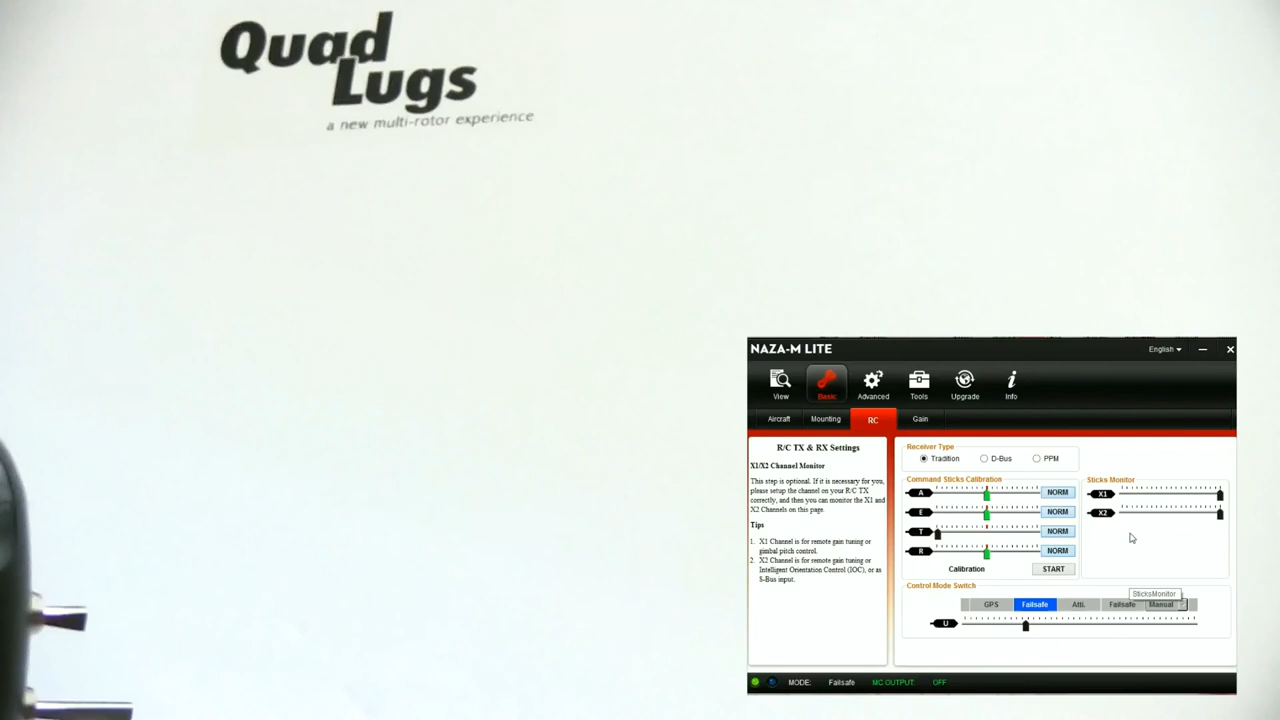 Quad
Lugs
a new multi-rotor experience
NAZA-M LITE
English
View
Basic
Advanced
Tools
Upgrade
Info
Aircraft
Mounting
RC
Gain
R/C TX & RX Settings
X1/X2 Channel Monitor
This step is optional. If it is necessary for you,
please setup the channel on your R/C TX
correctly, and then you can monitor the X1 and
X2 Channels on this page.
Tips
1. X1 Channel is for remote gain tuning or
gimbal pitch control.
2. X2 Channel is for remote gain tuning or
Intelligent Orientation Control (IOC), or as
S-Bus input.
Receiver Type
Tradition D-Bus PPM
Command Sticks Calibration
A NORM
E NORM
T NORM
R NORM
Calibration START
Sticks Monitor
X1
X2
SticksMonitor
Control Mode Switch
GPS Failsafe Atti. Failsafe Manual
U
MODE: Failsafe MC OUTPUT: OFF